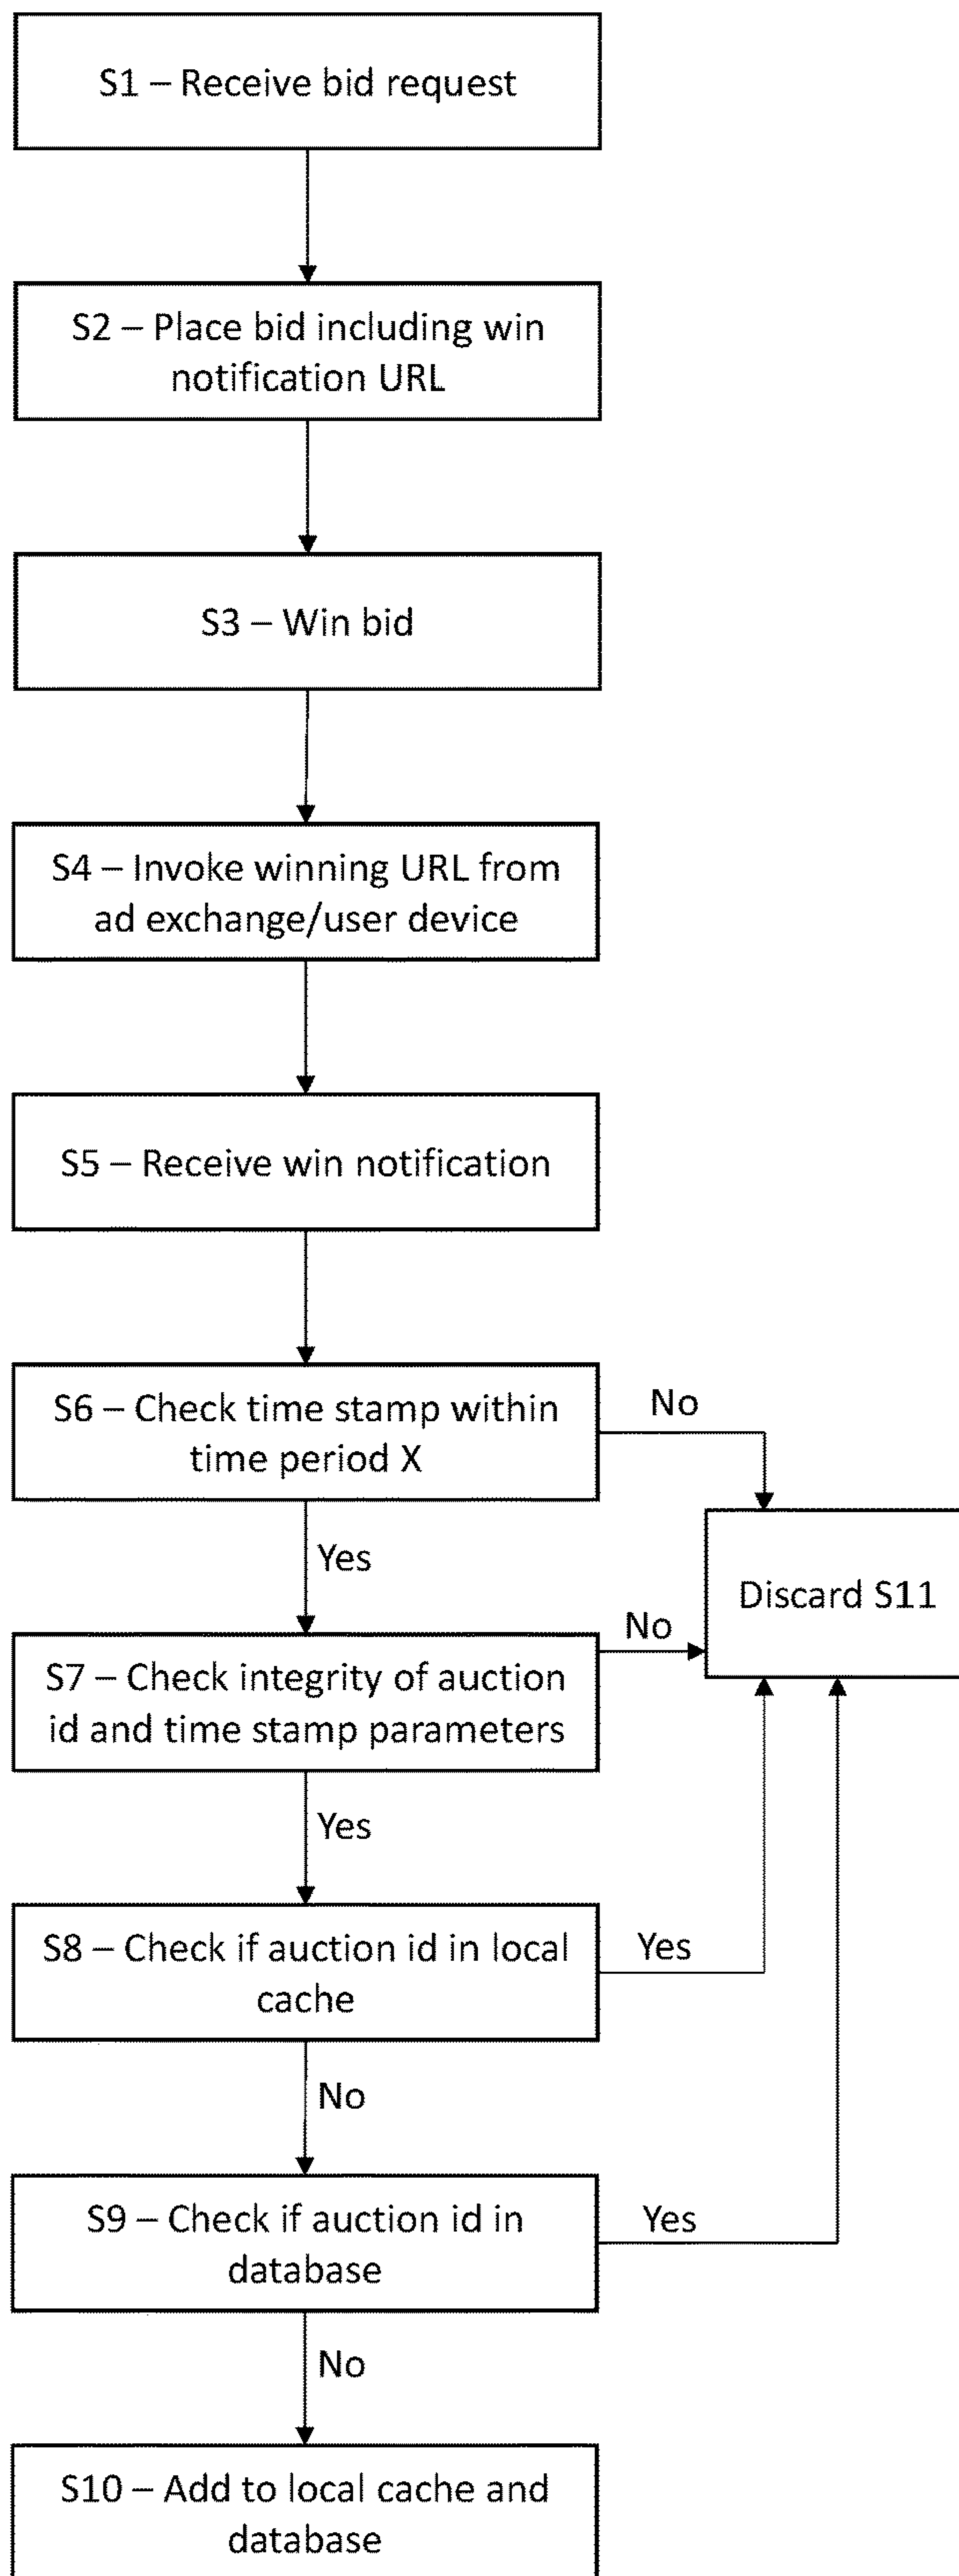 S1 – Receive bid request
S2 – Place bid including win
notification URL
S3 – Win bid
S4 – Invoke winning URL from
ad exchange/user device
S5 – Receive win notification
S6 – Check time stamp within
time period X
No
Yes
Discard S11
No
S7 – Check integrity of auction
id and time stamp parameters
Yes
S8 – Check if auction id in local
cache
Yes
No
S9 – Check if auction id in
database
Yes
No
S10 – Add to local cache and
database